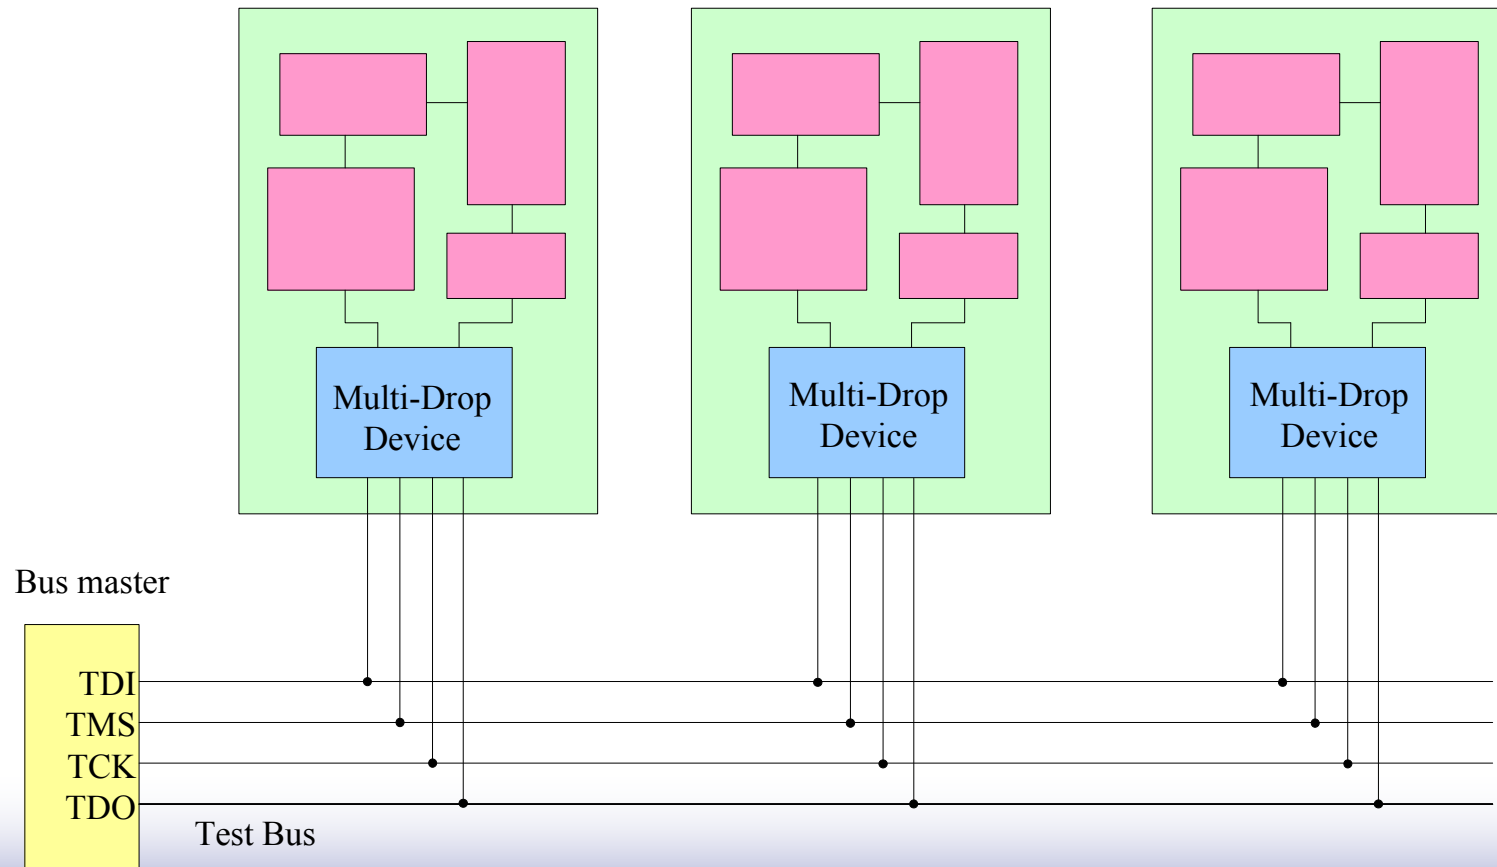 Multi-Drop
Device
Multi-Drop
Device
Multi-Drop
Device
Bus master
TDI
TMS
TCK
TDO
Test Bus